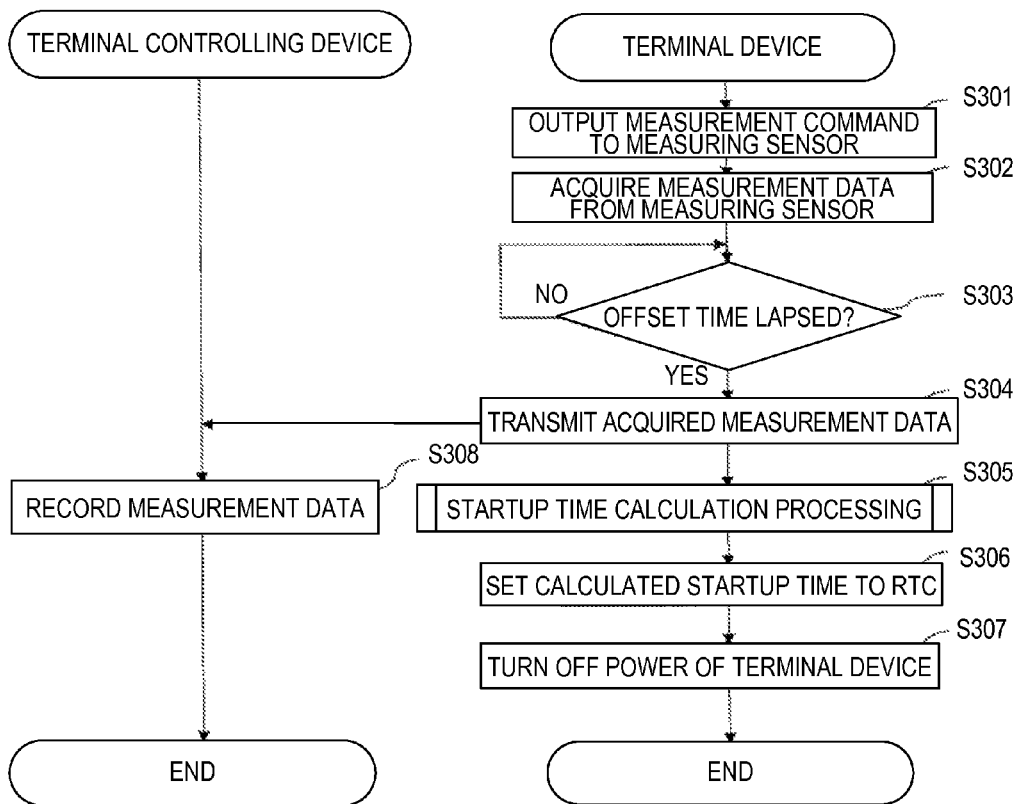 TERMINAL CONTROLLING DEVICE
TERMINAL DEVICE
S301
OUTPUT MEASUREMENT COMMAND
TO MEASURING SENSOR
S302
ACQUIRE MEASUREMENT DATA
FROM MEASURING SENSOR
NO
OFFSET TIME LAPSED?
S303
YES
S304
TRANSMIT ACQUIRED MEASUREMENT DATA
S308
RECORD MEASUREMENT DATA
S305
STARTUP TIME CALCULATION PROCESSING
S306
SET CALCULATED STARTUP TIME TO RTC
S307
TURN OFF POWER OF TERMINAL DEVICE
END
END